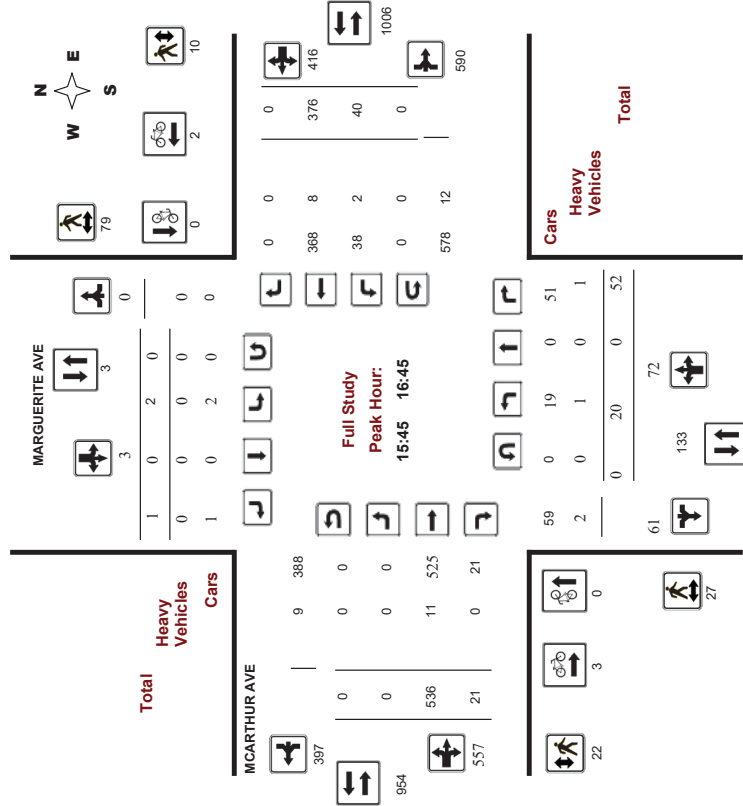 MARGUERITE AVE
N
W E
S
79
0
2
10
3
3
0
1 0 2 0
0 0 0 0 0
1 0 2 0 0
Total
Heavy
Vehicles
Cars
0 0 0
368 8 376
38 2 40
0 0 0
578 12
416
1006
590
Full Study
Peak Hour:
15:45 16:45
MCARTHUR AVE
9 388
0 0 0
0 0 0
536 11 525
21 0 21
397
954
557
Cars
Heavy
Vehicles
Total
59 0 19 0 51
2 0 1 0 1
0 20 0 52
61
133
72
22
3
0
27